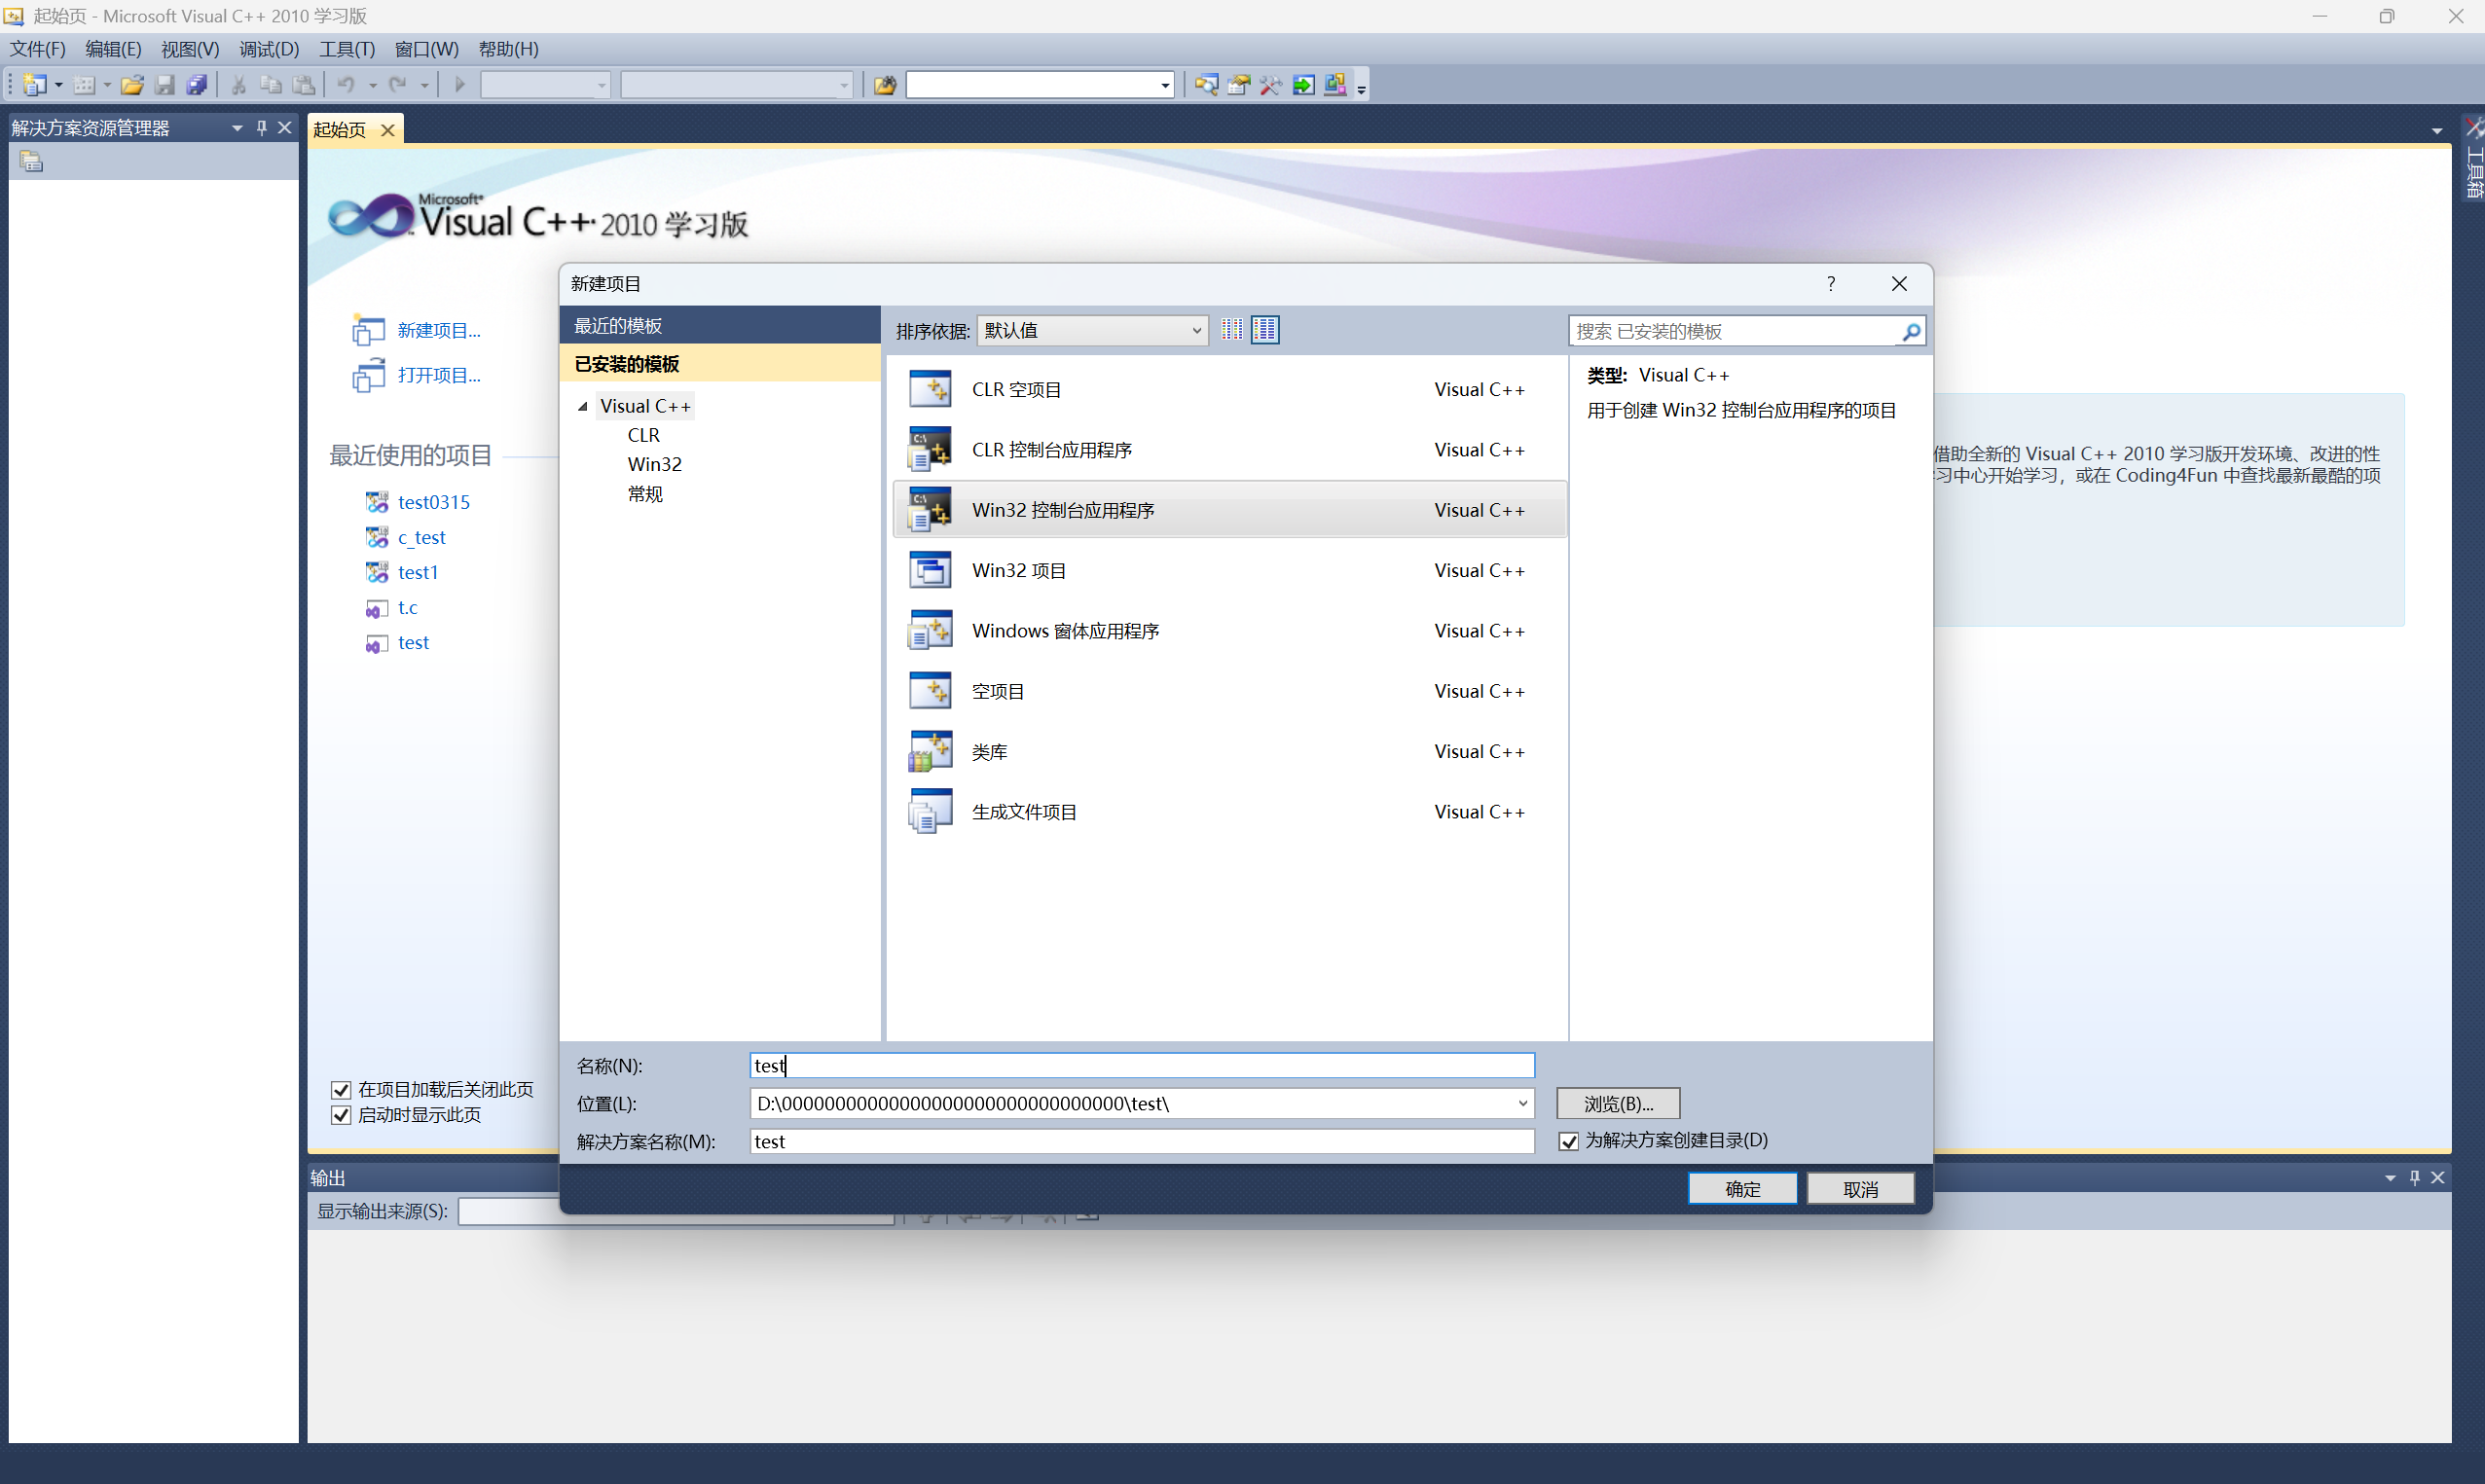 起始页 - Microsoft Visual C++ 2010 学习版
文件(F) 编辑(E) 视图(V) 调试(D) 工具(T) 窗口(W) 帮助(H)
解决方案资源管理器
起始页
工具箱
Microsoft®
Visual C++ 2010 学习版
新建项目...
打开项目...
最近使用的项目
test0315
c_test
test1
t.c
test
在项目加载后关闭此页
启动时显示此页
借助全新的 Visual C++ 2010 学习版开发环境、改进的性
习中心开始学习，或在 Coding4Fun 中查找最新最酷的项
新建项目
?
最近的模板
已安装的模板
Visual C++
CLR
Win32
常规
排序依据: 默认值
搜索 已安装的模板
CLR 空项目 Visual C++
CLR 控制台应用程序 Visual C++
Win32 控制台应用程序 Visual C++
Win32 项目 Visual C++
Windows 窗体应用程序 Visual C++
空项目 Visual C++
类库 Visual C++
生成文件项目 Visual C++
类型: Visual C++
用于创建 Win32 控制台应用程序的项目
名称(N): test
位置(L): D:\00000000000000000000000000000000\test\ 浏览(B)...
解决方案名称(M): test 为解决方案创建目录(D)
确定 取消
输出
显示输出来源(S):